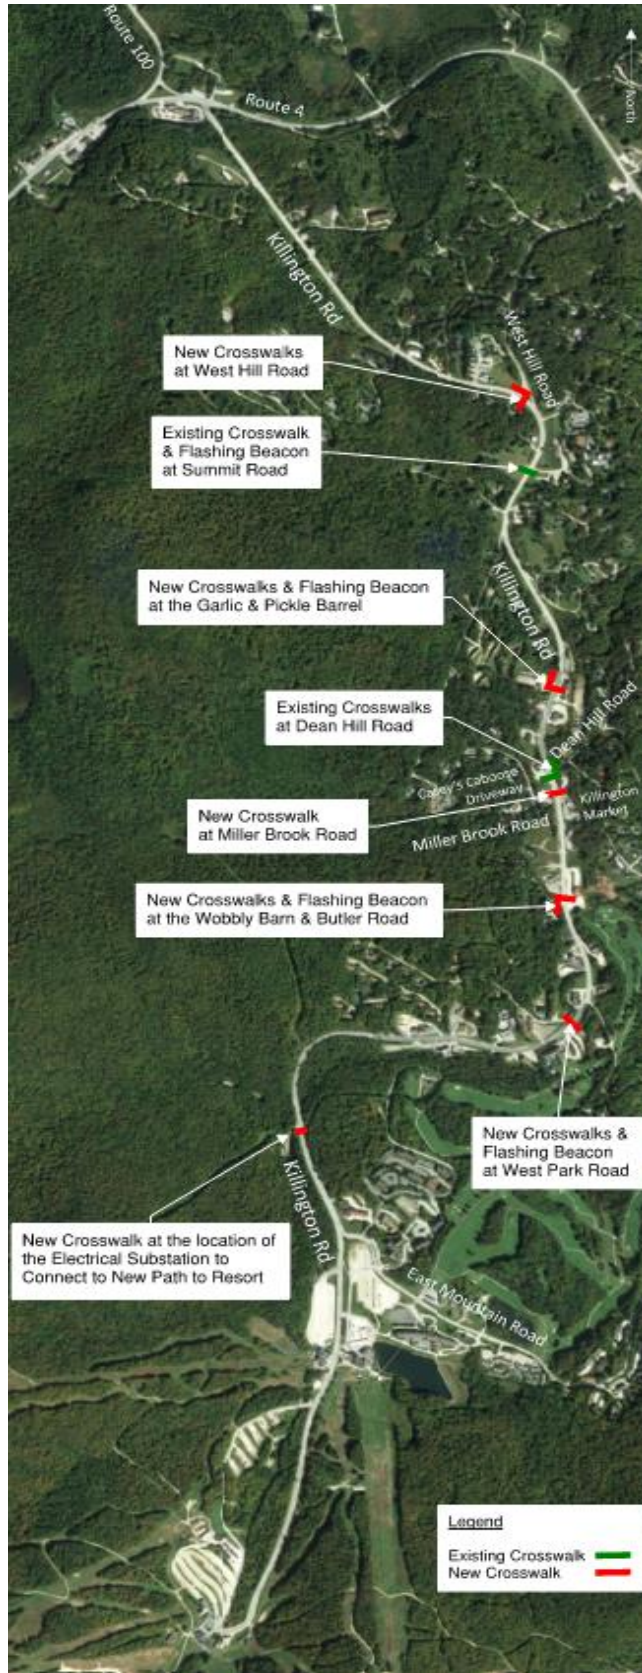 Route 100
Route 4
North
Killington Rd
West Hill Road
New Crosswalks
at West Hill Road
Existing Crosswalk
& Flashing Beacon
at Summit Road
Killington Rd
New Crosswalks & Flashing Beacon
at the Garlic & Pickle Barrel
Dean Hill Road
Existing Crosswalks
at Dean Hill Road
Casey's Caboose
Driveway
Killington
Market
New Crosswalk
at Miller Brook Road
Miller Brook Road
New Crosswalks & Flashing Beacon
at the Wobbly Barn & Butler Road
New Crosswalks &
Flashing Beacon
at West Park Road
Killington Rd
New Crosswalk at the location of
the Electrical Substation to
Connect to New Path to Resort
East Mountain Road
Legend
Existing Crosswalk
New Crosswalk